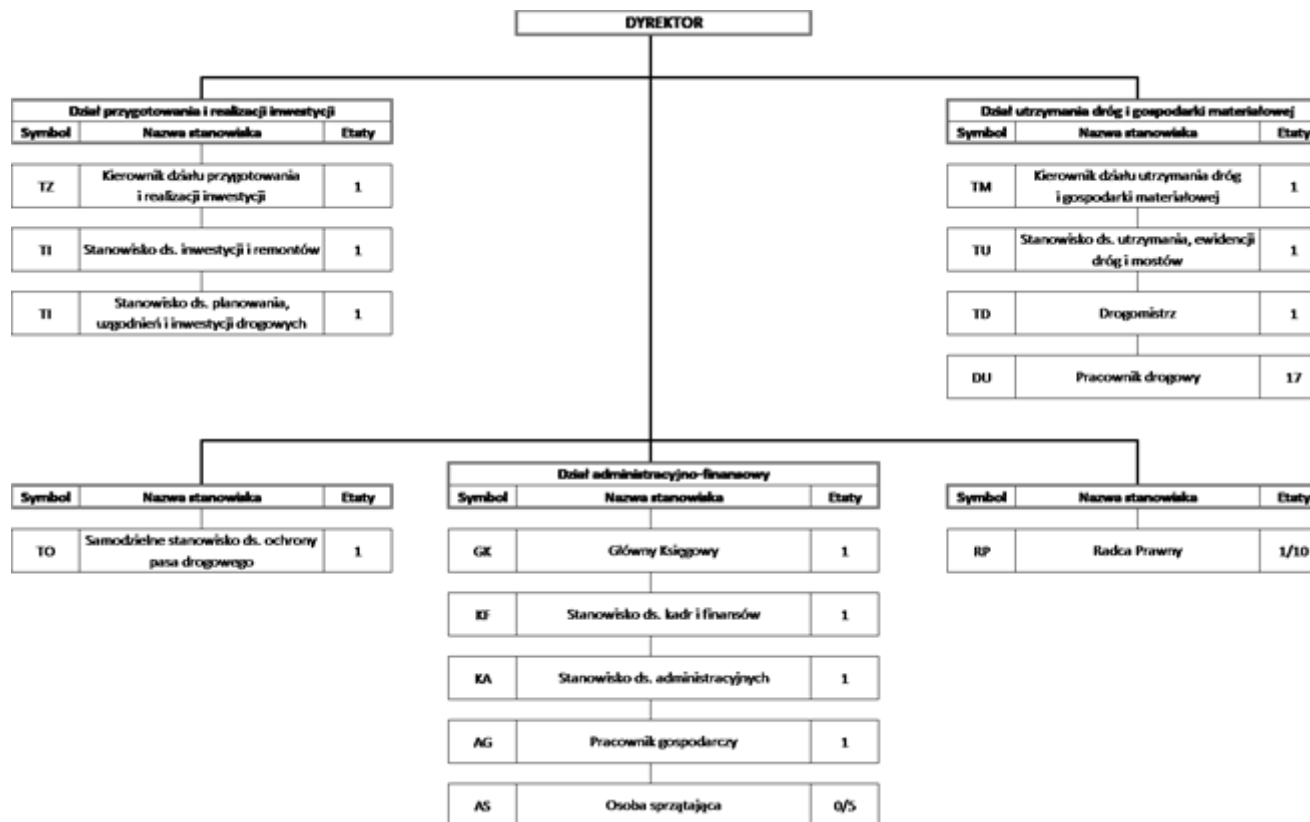 DYREKTOR
Dział przygotowania i realizacji inwestycji
Symbol Nazwa stanowiska Etaty
TZ Kierownik działu przygotowania i realizacji inwestycji 1
TI Stanowisko ds. inwestycji i remontów 1
TI Stanowisko ds. planowania, uzgodnień i inwestycji drogowych 1
Dział utrzymania dróg i gospodarki materiałowej
Symbol Nazwa stanowiska Etaty
TM Kierownik działu utrzymania dróg i gospodarki materiałowej 1
TU Stanowisko ds. utrzymania, ewidencji dróg i mostów 1
TD Drogomistrz 1
DU Pracownik drogowy 17
Symbol Nazwa stanowiska Etaty
TO Samodzielne stanowisko ds. ochrony pasa drogowego 1
Dział administracyjno-finansowy
Symbol Nazwa stanowiska Etaty
GK Główny Księgowy 1
KF Stanowisko ds. kadr i finansów 1
KA Stanowisko ds. administracyjnych 1
AG Pracownik gospodarczy 1
AS Osoba sprzątająca 0/5
Symbol Nazwa stanowiska Etaty
RP Radca Prawny 1/10